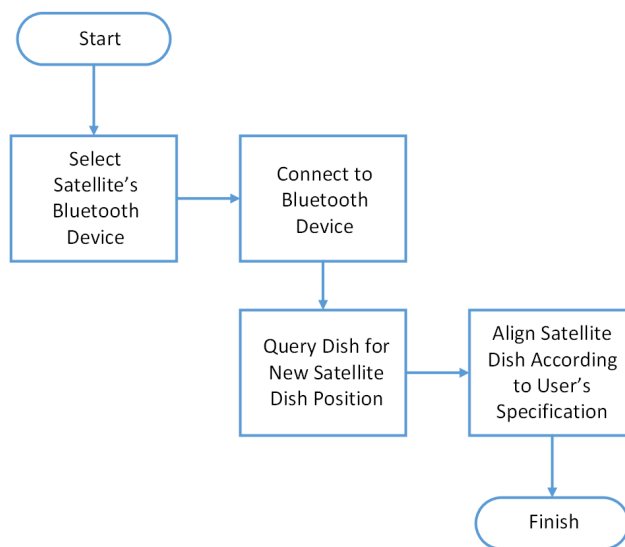 Start
Select
Satellite’s
Bluetooth
Device
Connect to
Bluetooth
Device
Query Dish for
New Satellite
Dish Position
Align Satellite
Dish According
to User’s
Specification
Finish